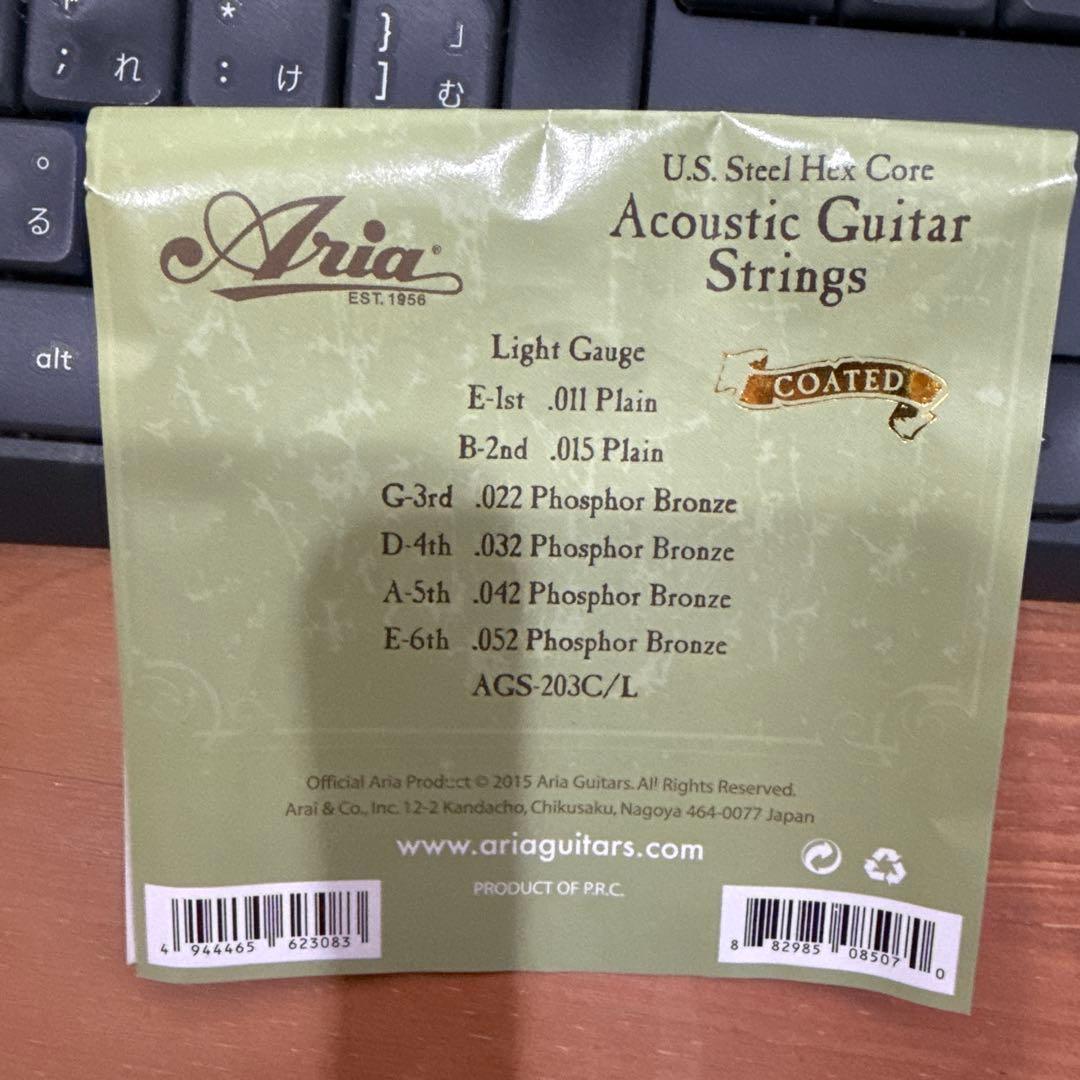 ; れ
*
: け
} 」
] む
。
る
alt
Aria®
EST. 1956
U.S. Steel Hex Core
Acoustic Guitar
Strings
COATED
Light Gauge
E-1st .011 Plain
B-2nd .015 Plain
G-3rd .022 Phosphor Bronze
D-4th .032 Phosphor Bronze
A-5th .042 Phosphor Bronze
E-6th .052 Phosphor Bronze
AGS-203C/L
Official Aria Product © 2015 Aria Guitars. All Rights Reserved.
Arai & Co., Inc. 12-2 Kandacho, Chikusaku, Nagoya 464-0077 Japan
www.ariaguitars.com
PRODUCT OF P.R.C.
4 944465 623083
8 82985 08507 0